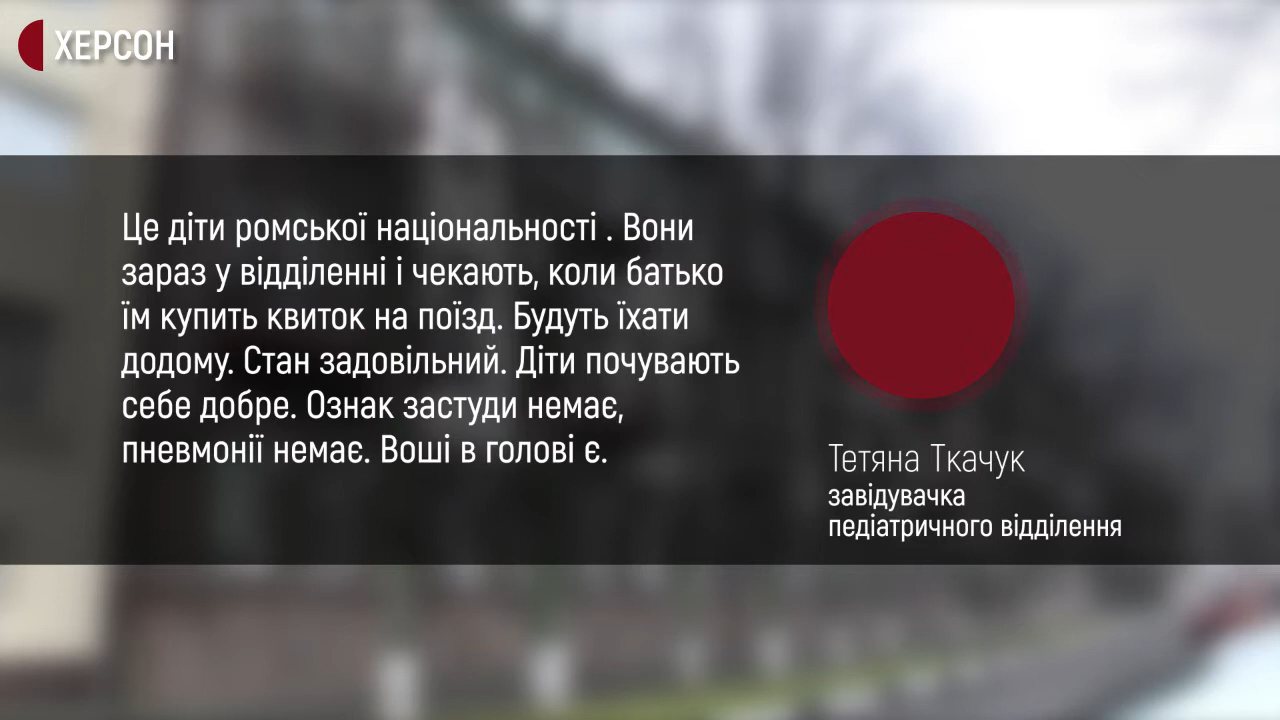 ХЕРСОН
Це діти ромської національності . Вони
зараз у відділенні і чекають, коли батько
їм купить квиток на поїзд. Будуть їхати
додому. Стан задовільний. Діти почувають
себе добре. Ознак застуди немає,
пневмонії немає. Воші в голові є.
Тетяна Ткачук
завідувачка
педіатричного відділення